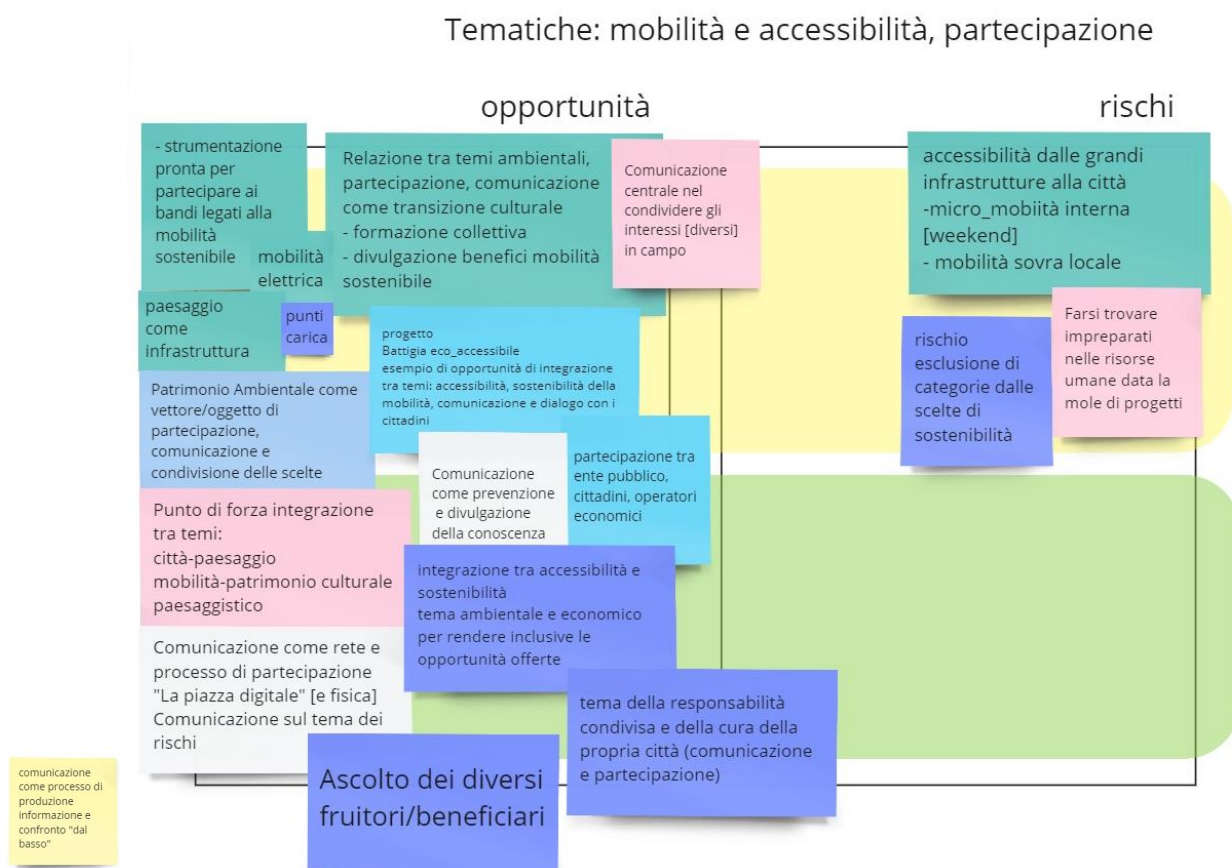 Tematiche: mobilità e accessibilità, partecipazione
opportunità
rischi
- strumentazione
pronta per
partecipare ai
bandi legati alla
mobilità
sostenibile
mobilità
elettrica
Relazione tra temi ambientali,
partecipazione, comunicazione
come transizione culturale
- formazione collettiva
- divulgazione benefici mobilità
sostenibile
Comunicazione
centrale nel
condividere gli
interessi [diversi]
in campo
paesaggio
come
infrastruttura
punti
carica
progetto
Battigia eco_accessibile
esempio di opportunità di integrazione
tra temi: accessibilità, sostenibilità della
mobilità, comunicazione e dialogo con i
cittadini
Patrimonio Ambientale come
vettore/oggetto di
partecipazione,
comunicazione e
condivisione delle scelte
Comunicazione
come prevenzione
e divulgazione
della conoscenza
partecipazione tra
ente pubblico,
cittadini, operatori
economici
Punto di forza integrazione
tra temi:
città-paesaggio
mobilità-patrimonio culturale
paesaggistico
integrazione tra accessibilità e
sostenibilità
tema ambientale e economico
per rendere inclusive le
opportunità offerte
Comunicazione come rete e
processo di partecipazione
"La piazza digitale" [e fisica]
Comunicazione sul tema dei
rischi
tema della responsabilità
condivisa e della cura della
propria città (comunicazione
e partecipazione)
Ascolto dei diversi
fruitori/beneficiari
comunicazione
come processo di
produzione
informazione e
confronto "dal
basso"
accessibilità dalle grandi
infrastrutture alla città
-micro_mobiità interna
[weekend]
- mobilità sovra locale
rischio
esclusione di
categorie dalle
scelte di
sostenibilità
Farsi trovare
impreparati
nelle risorse
umane data la
mole di progetti